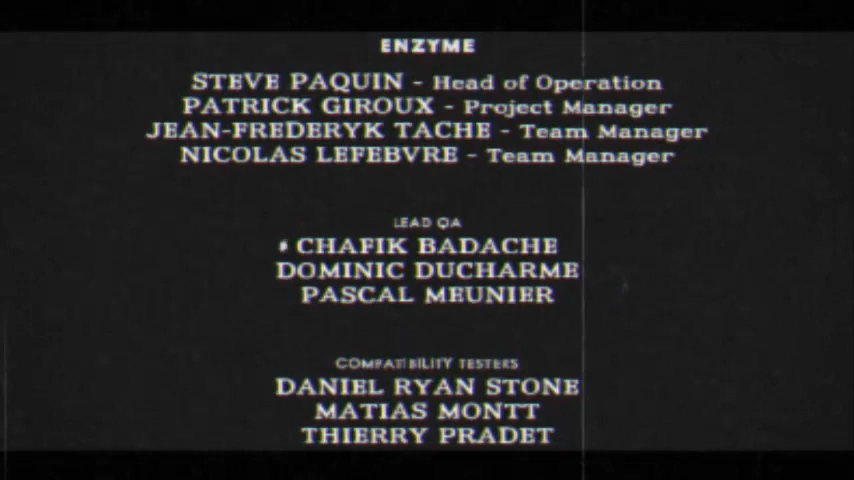 ENZYME
STEVE PAQUIN - Head of Operation
PATRICK GIROUX - Project Manager
JEAN-FREDERYK TACHE - Team Manager
NICOLAS LEFEBVRE - Team Manager
LEAD QA
CHAFIK BADACHE
DOMINIC DUCHARME
PASCAL MEUNIER
COMPATIBILITY TESTERS
DANIEL RYAN STONE
MATIAS MONTT
THIERRY PRADET